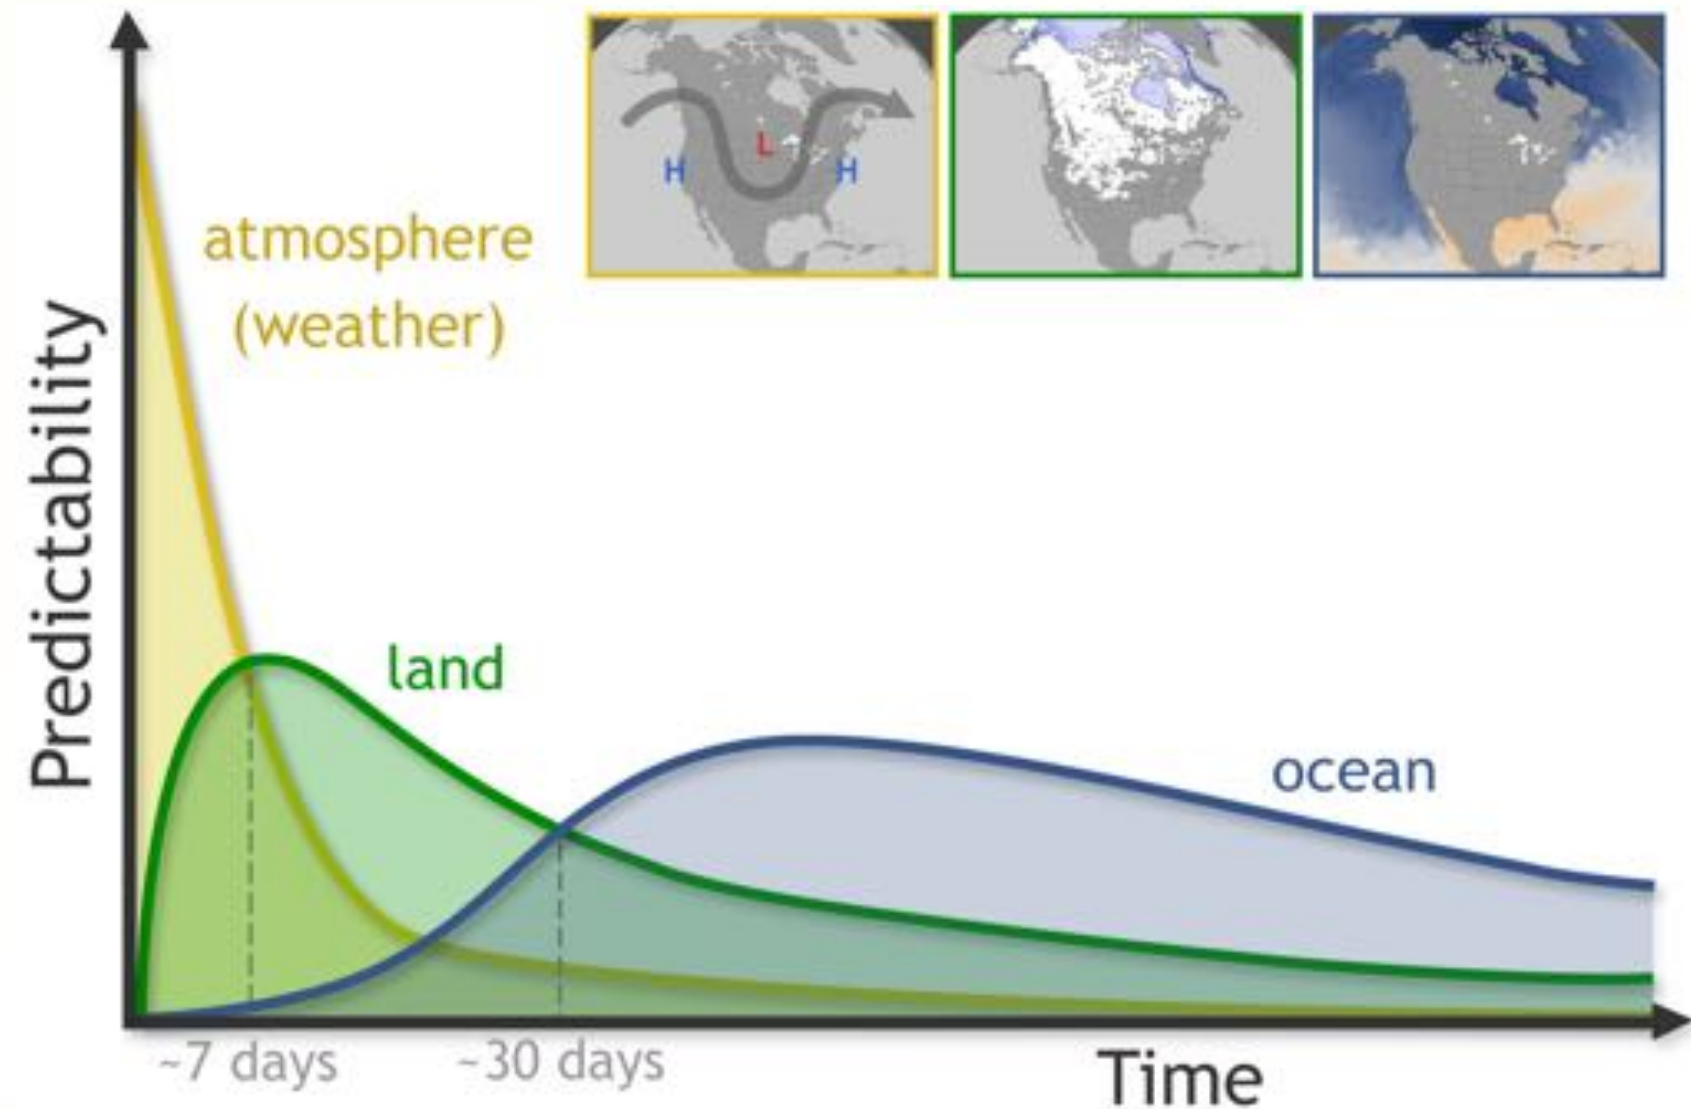 H
L
H
atmosphere
(weather)
land
ocean
Predictability
~7 days
~30 days
Time